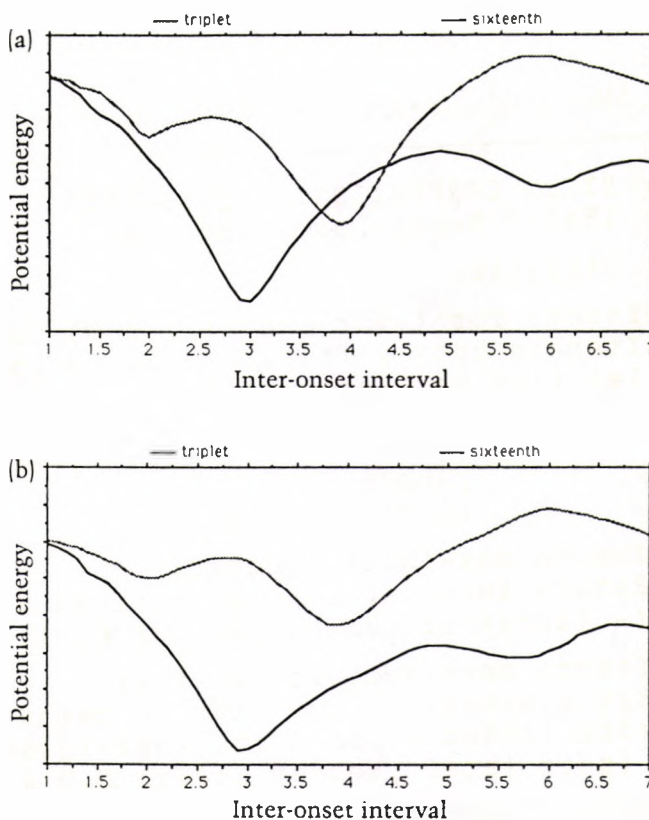 triplet sixteenth
(a)
Potential energy
1 1.5 2 2.5 3 3.5 4 4.5 5 5.5 6 6.5 7
Inter-onset interval
triplet sixteenth
(b)
Potential energy
1 1.5 2 2.5 3 3.5 4 4.5 5 5.5 6 6.5 7
Inter-onset interval